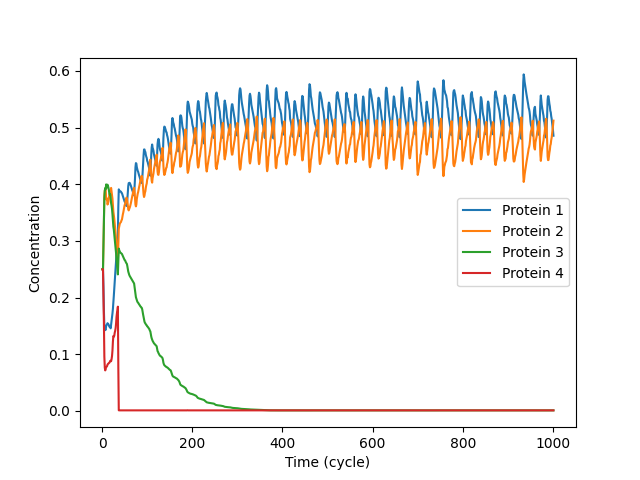 0.6
0.5
0.4
0.3
0.2
0.1
0.0
Concentration
0 200 400 600 800 1000
Time (cycle)
Protein 1
Protein 2
Protein 3
Protein 4